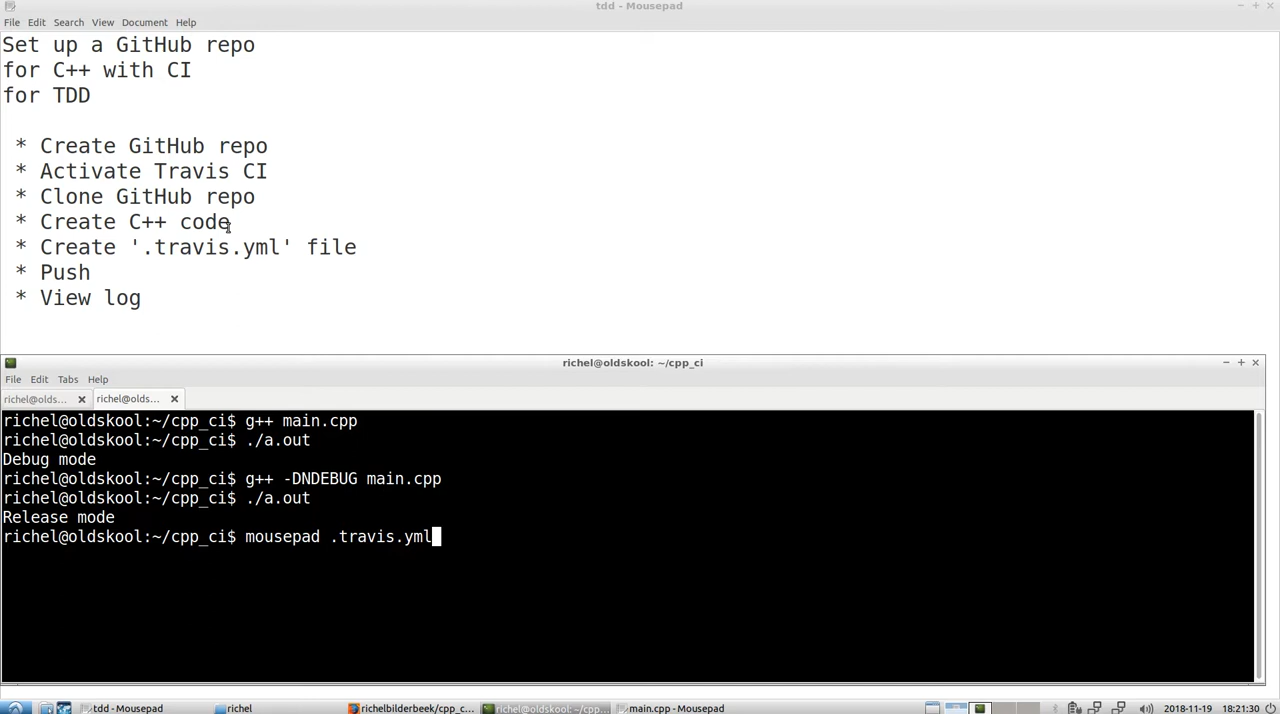 tdd - Mousepad
File Edit Search View Document Help
Set up a GitHub repo
for C++ with CI
for TDD
* Create GitHub repo
* Activate Travis CI
* Clone GitHub repo
* Create C++ code
* Create '.travis.yml' file
* Push
* View log
richel@oldskool: ~/cpp_ci
File Edit Tabs Help
richel@olds... richel@olds...
richel@oldskool:~/cpp_ci$ g++ main.cpp
richel@oldskool:~/cpp_ci$ ./a.out
Debug mode
richel@oldskool:~/cpp_ci$ g++ -DNDEBUG main.cpp
richel@oldskool:~/cpp_ci$ ./a.out
Release mode
richel@oldskool:~/cpp_ci$ mousepad .travis.yml
tdd - Mousepad richel richelbilderbeek/cpp_c... richel@oldskool: ~/cpp... main.cpp - Mousepad 2018-11-19 18:21:30